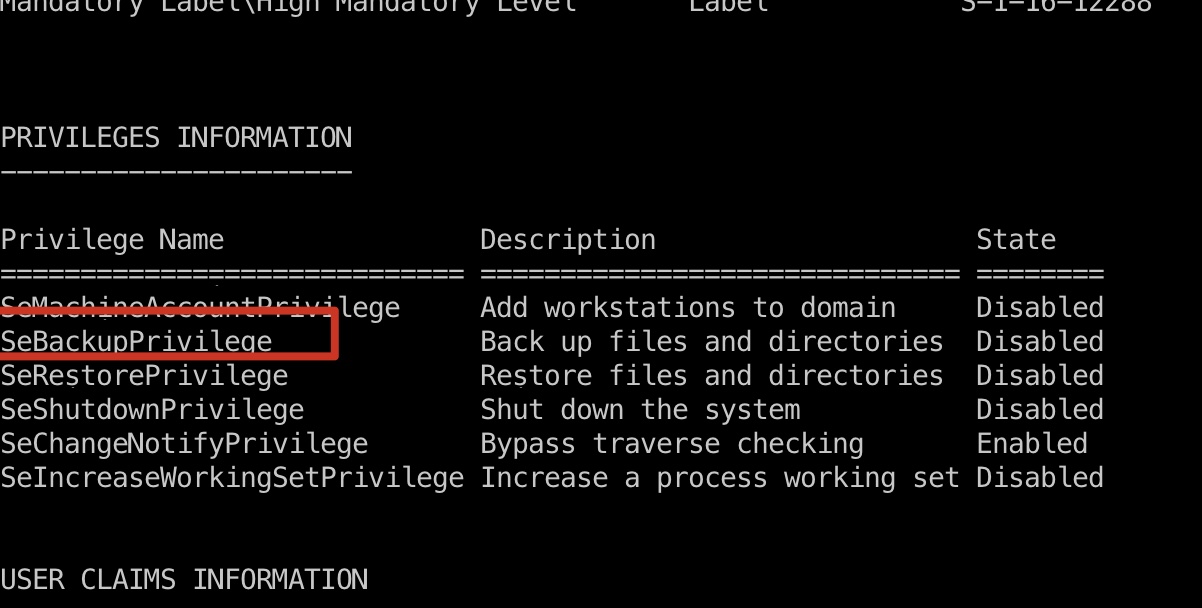 Mandatory Label\High Mandatory Level Label S-1-16-12288
PRIVILEGES INFORMATION
----------------------
Privilege Name Description State
============================= ============================== ========
SeMachineAccountPrivilege Add workstations to domain Disabled
SeBackupPrivilege Back up files and directories Disabled
SeRestorePrivilege Restore files and directories Disabled
SeShutdownPrivilege Shut down the system Disabled
SeChangeNotifyPrivilege Bypass traverse checking Enabled
SeIncreaseWorkingSetPrivilege Increase a process working set Disabled
USER CLAIMS INFORMATION